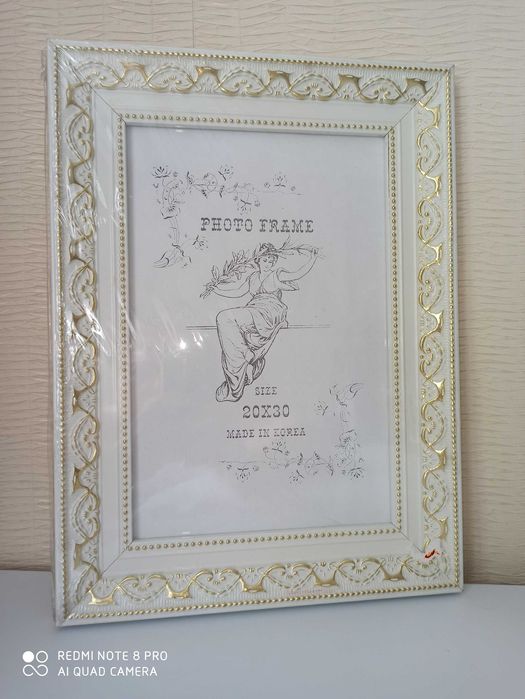 PHOTO FRAME
SIZE
20X30
MADE IN KOREA
REDMI NOTE 8 PRO
AI QUAD CAMERA